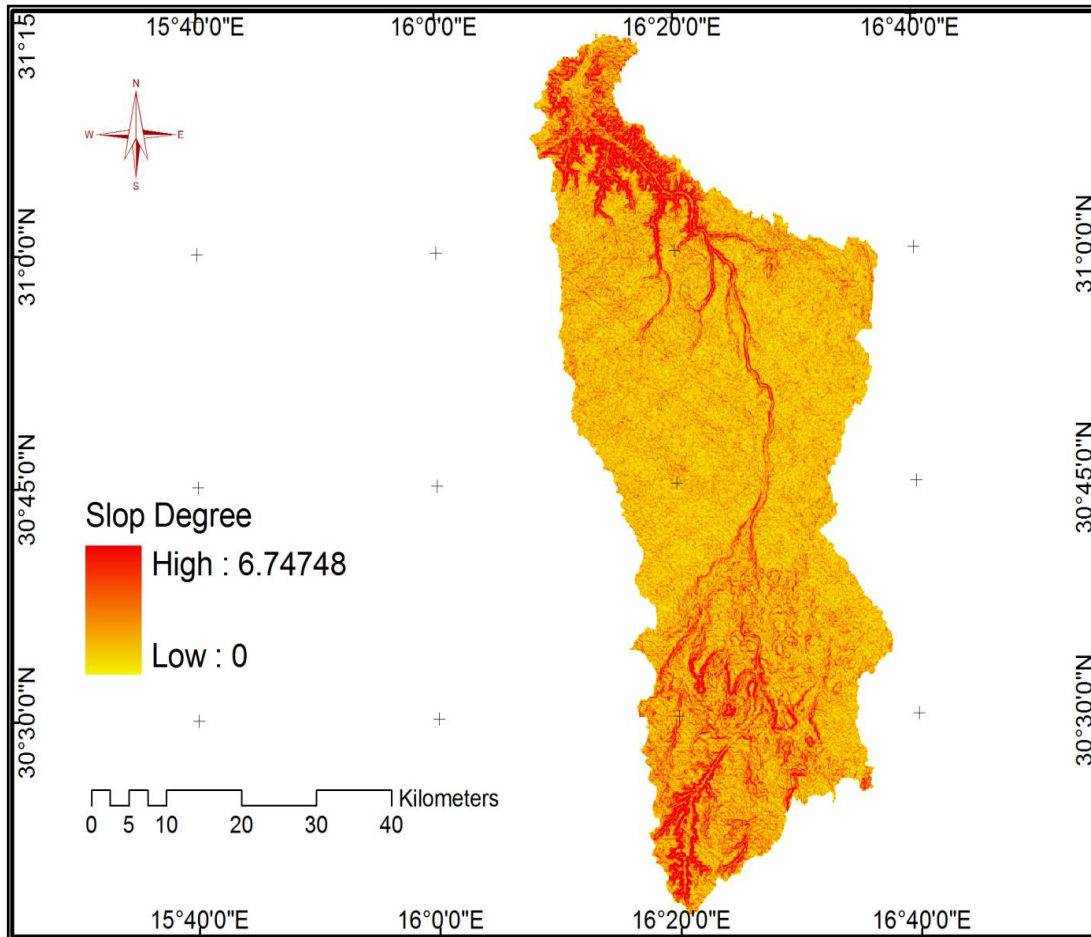 15°40'0"E 16°0'0"E 16°20'0"E 16°40'0"E
31°15
N
W E
S
31°0'0"N 31°0'0"N
30°45'0"N 30°45'0"N
Slop Degree
High : 6.74748
Low : 0
30°30'0"N 30°30'0"N
Kilometers
0 5 10 20 30 40
15°40'0"E 16°0'0"E 16°20'0"E 16°40'0"E